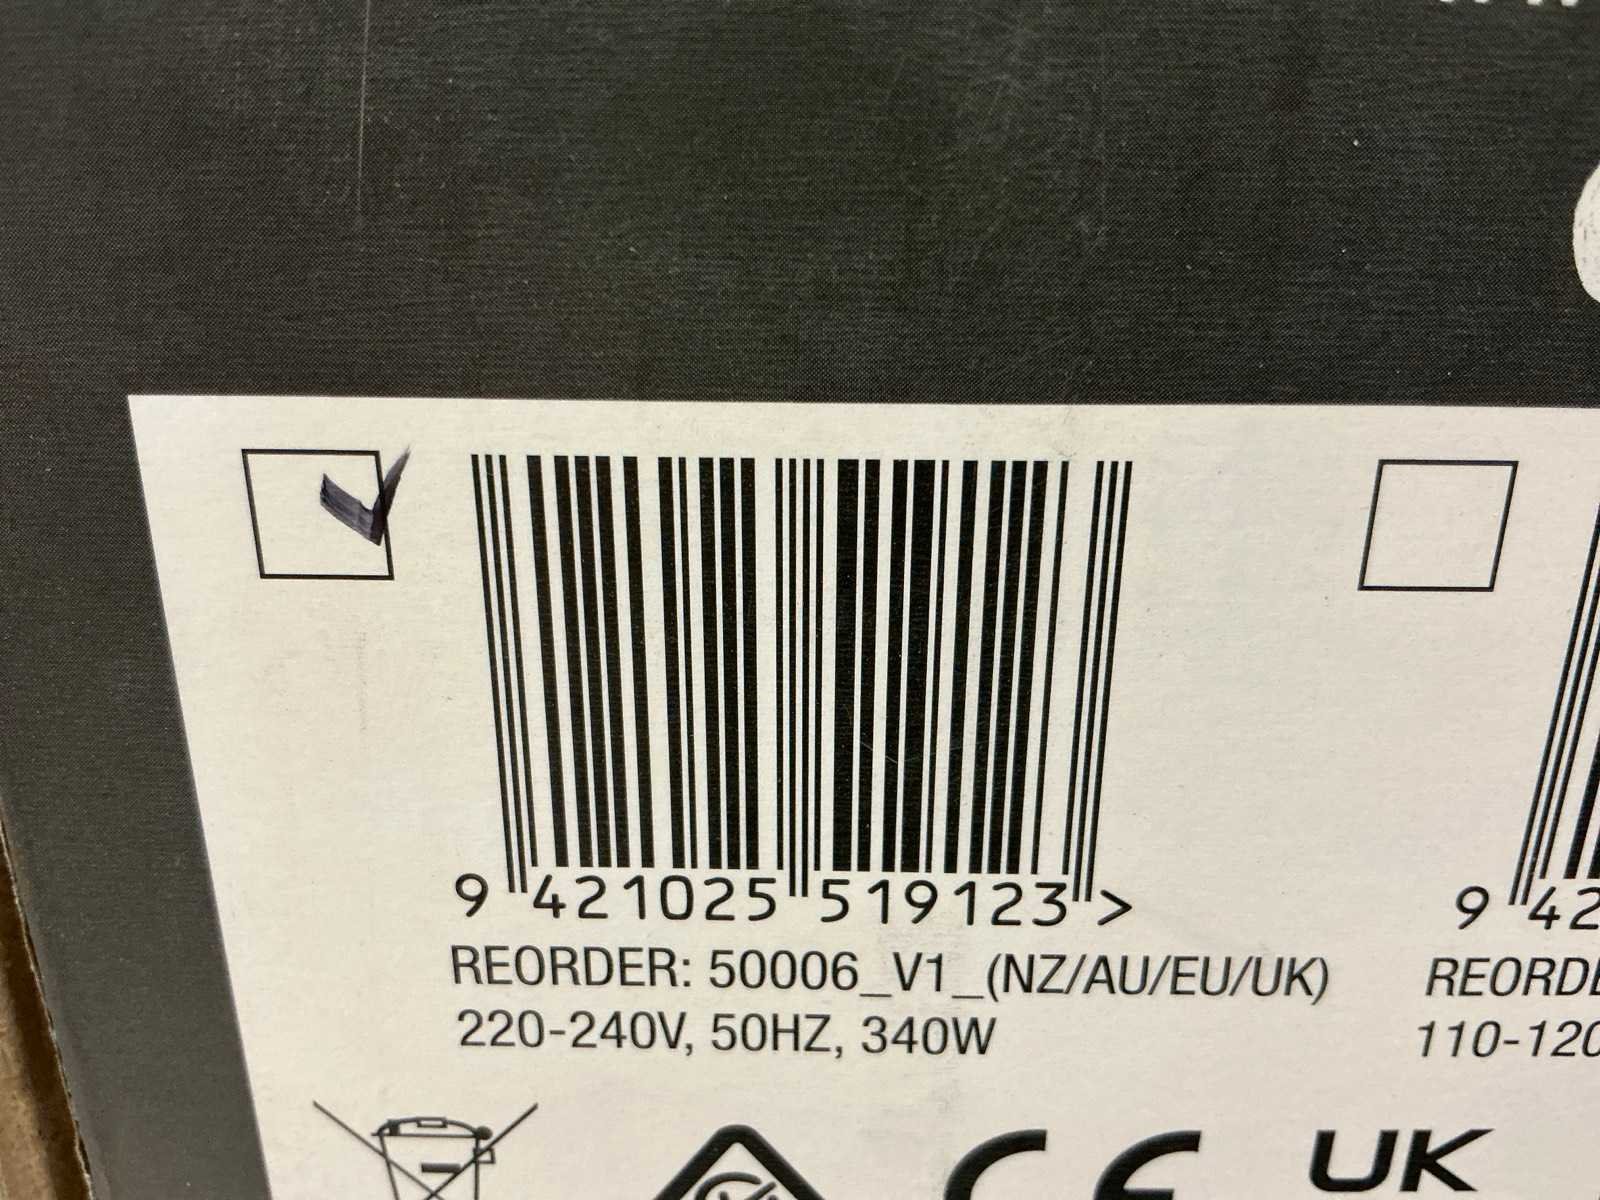 9 421025 519123 >
REORDER: 50006_V1_(NZ/AU/EU/UK)
220-240V, 50HZ, 340W
9 42
REORDE
110-120
CE
UK